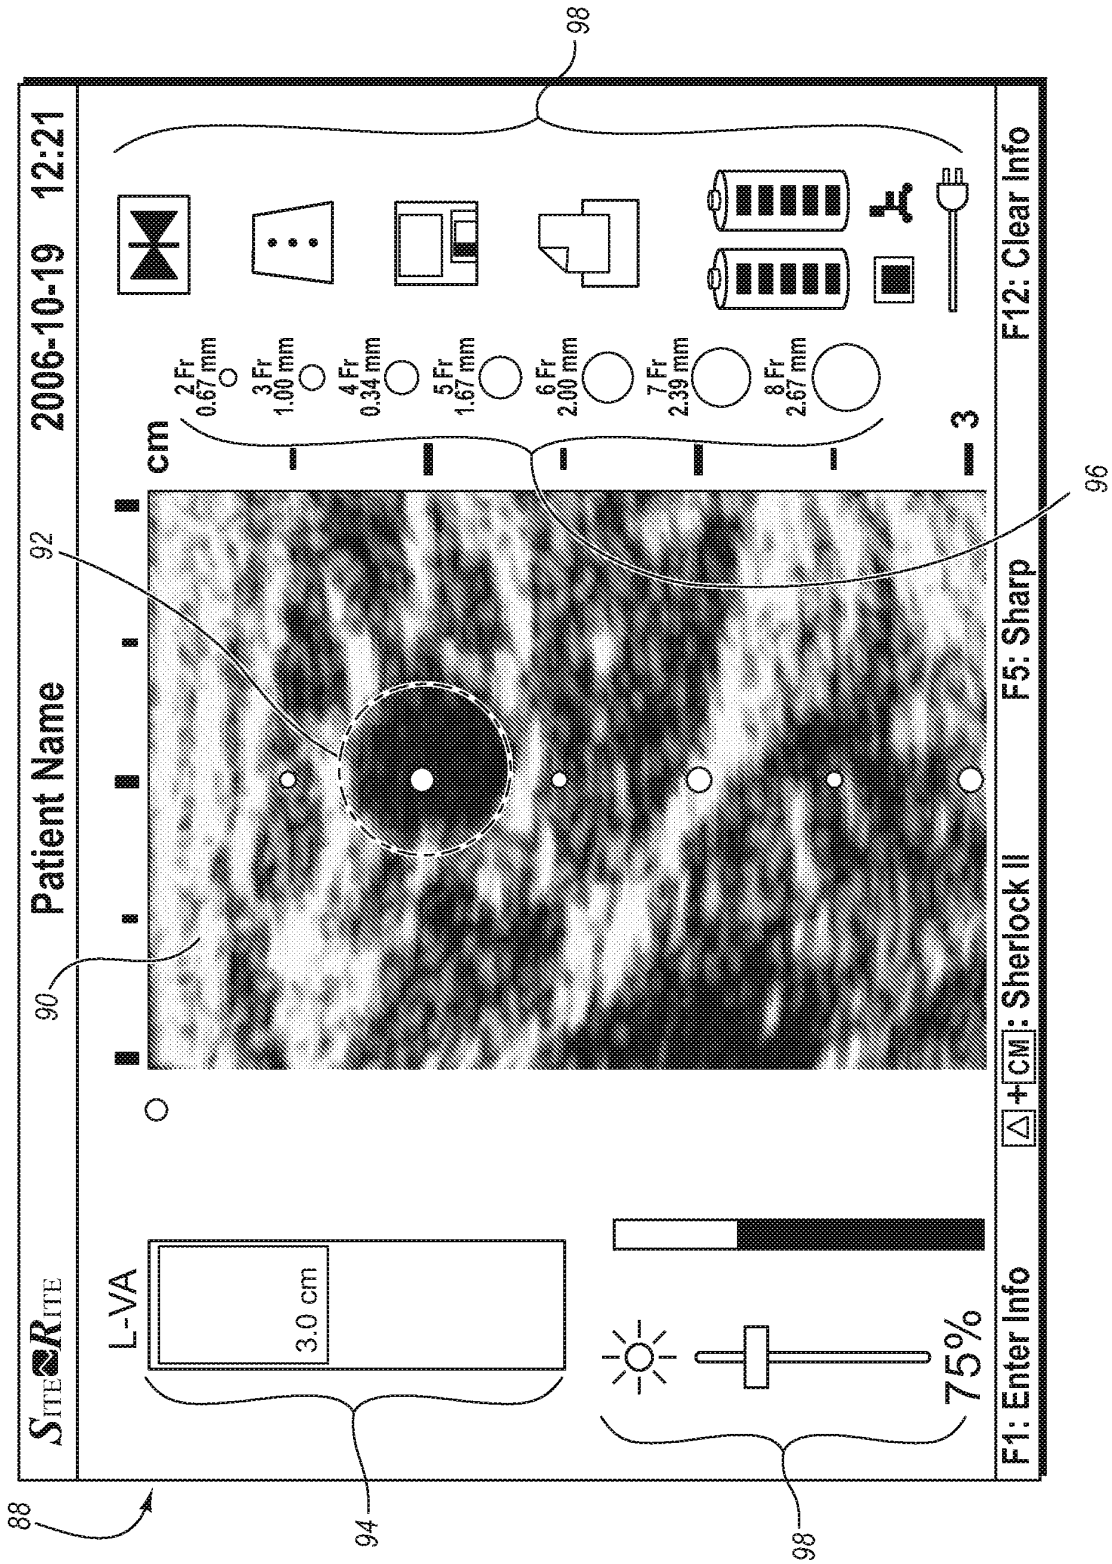 SITE RITE Patient Name 2006-10-19 12:21
88
90
92
98
L-VA
3.0 cm
94
cm
2 Fr
0.67 mm
3 Fr
1.00 mm
4 Fr
0.34 mm
5 Fr
1.67 mm
6 Fr
2.00 mm
7 Fr
2.39 mm
8 Fr
2.67 mm
3
96
75%
98
F1: Enter Info △+CM: Sherlock II F5: Sharp F12: Clear Info